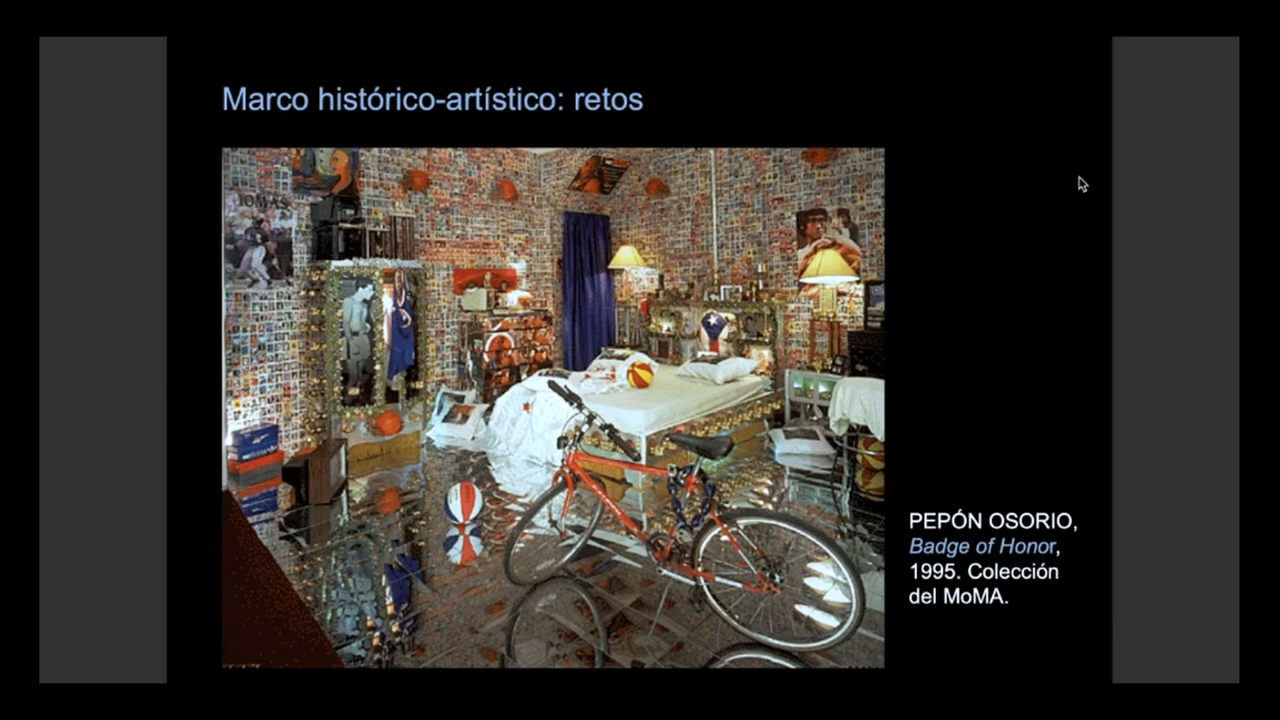 Marco histórico-artístico: retos
PEPÓN OSORIO,
Badge of Honor,
1995. Colección
del MoMA.